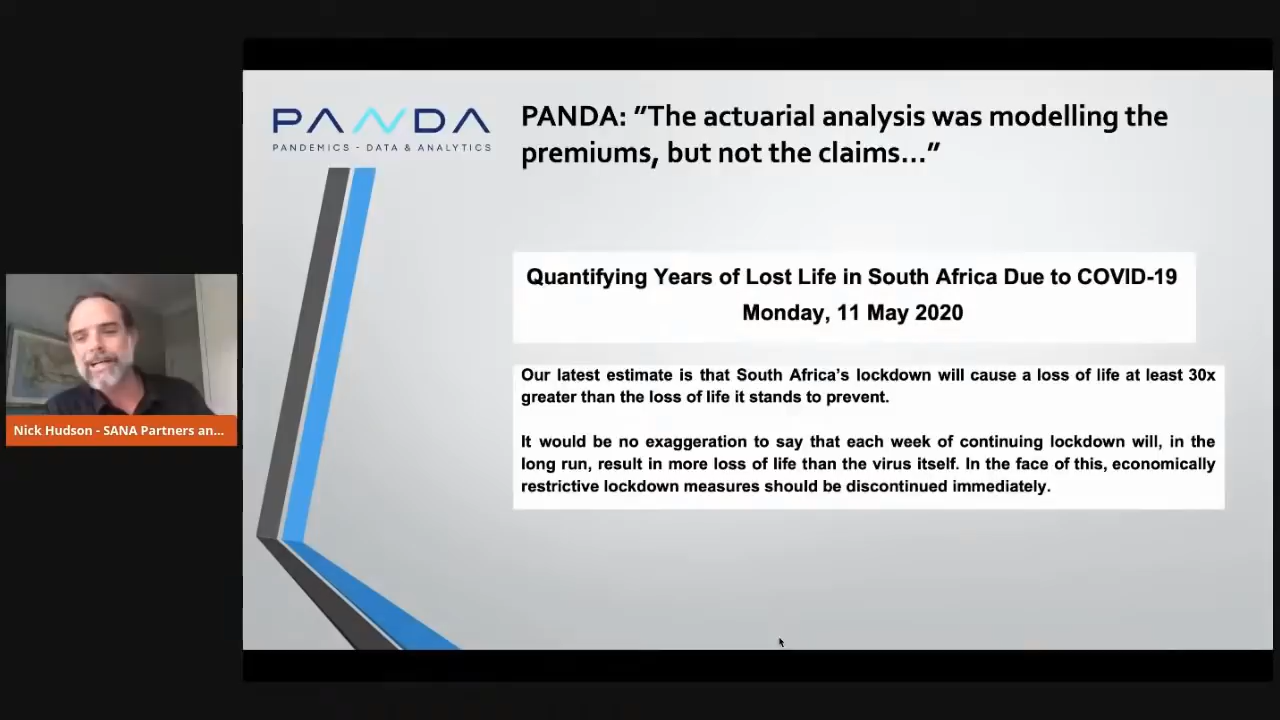 PANDA
PANDEMICS - DATA & ANALYTICS
PANDA: ”The actuarial analysis was modelling the
premiums, but not the claims…”
Quantifying Years of Lost Life in South Africa Due to COVID-19
Monday, 11 May 2020
Our latest estimate is that South Africa’s lockdown will cause a loss of life at least 30x
greater than the loss of life it stands to prevent.
It would be no exaggeration to say that each week of continuing lockdown will, in the
long run, result in more loss of life than the virus itself. In the face of this, economically
restrictive lockdown measures should be discontinued immediately.
Nick Hudson - SANA Partners an...